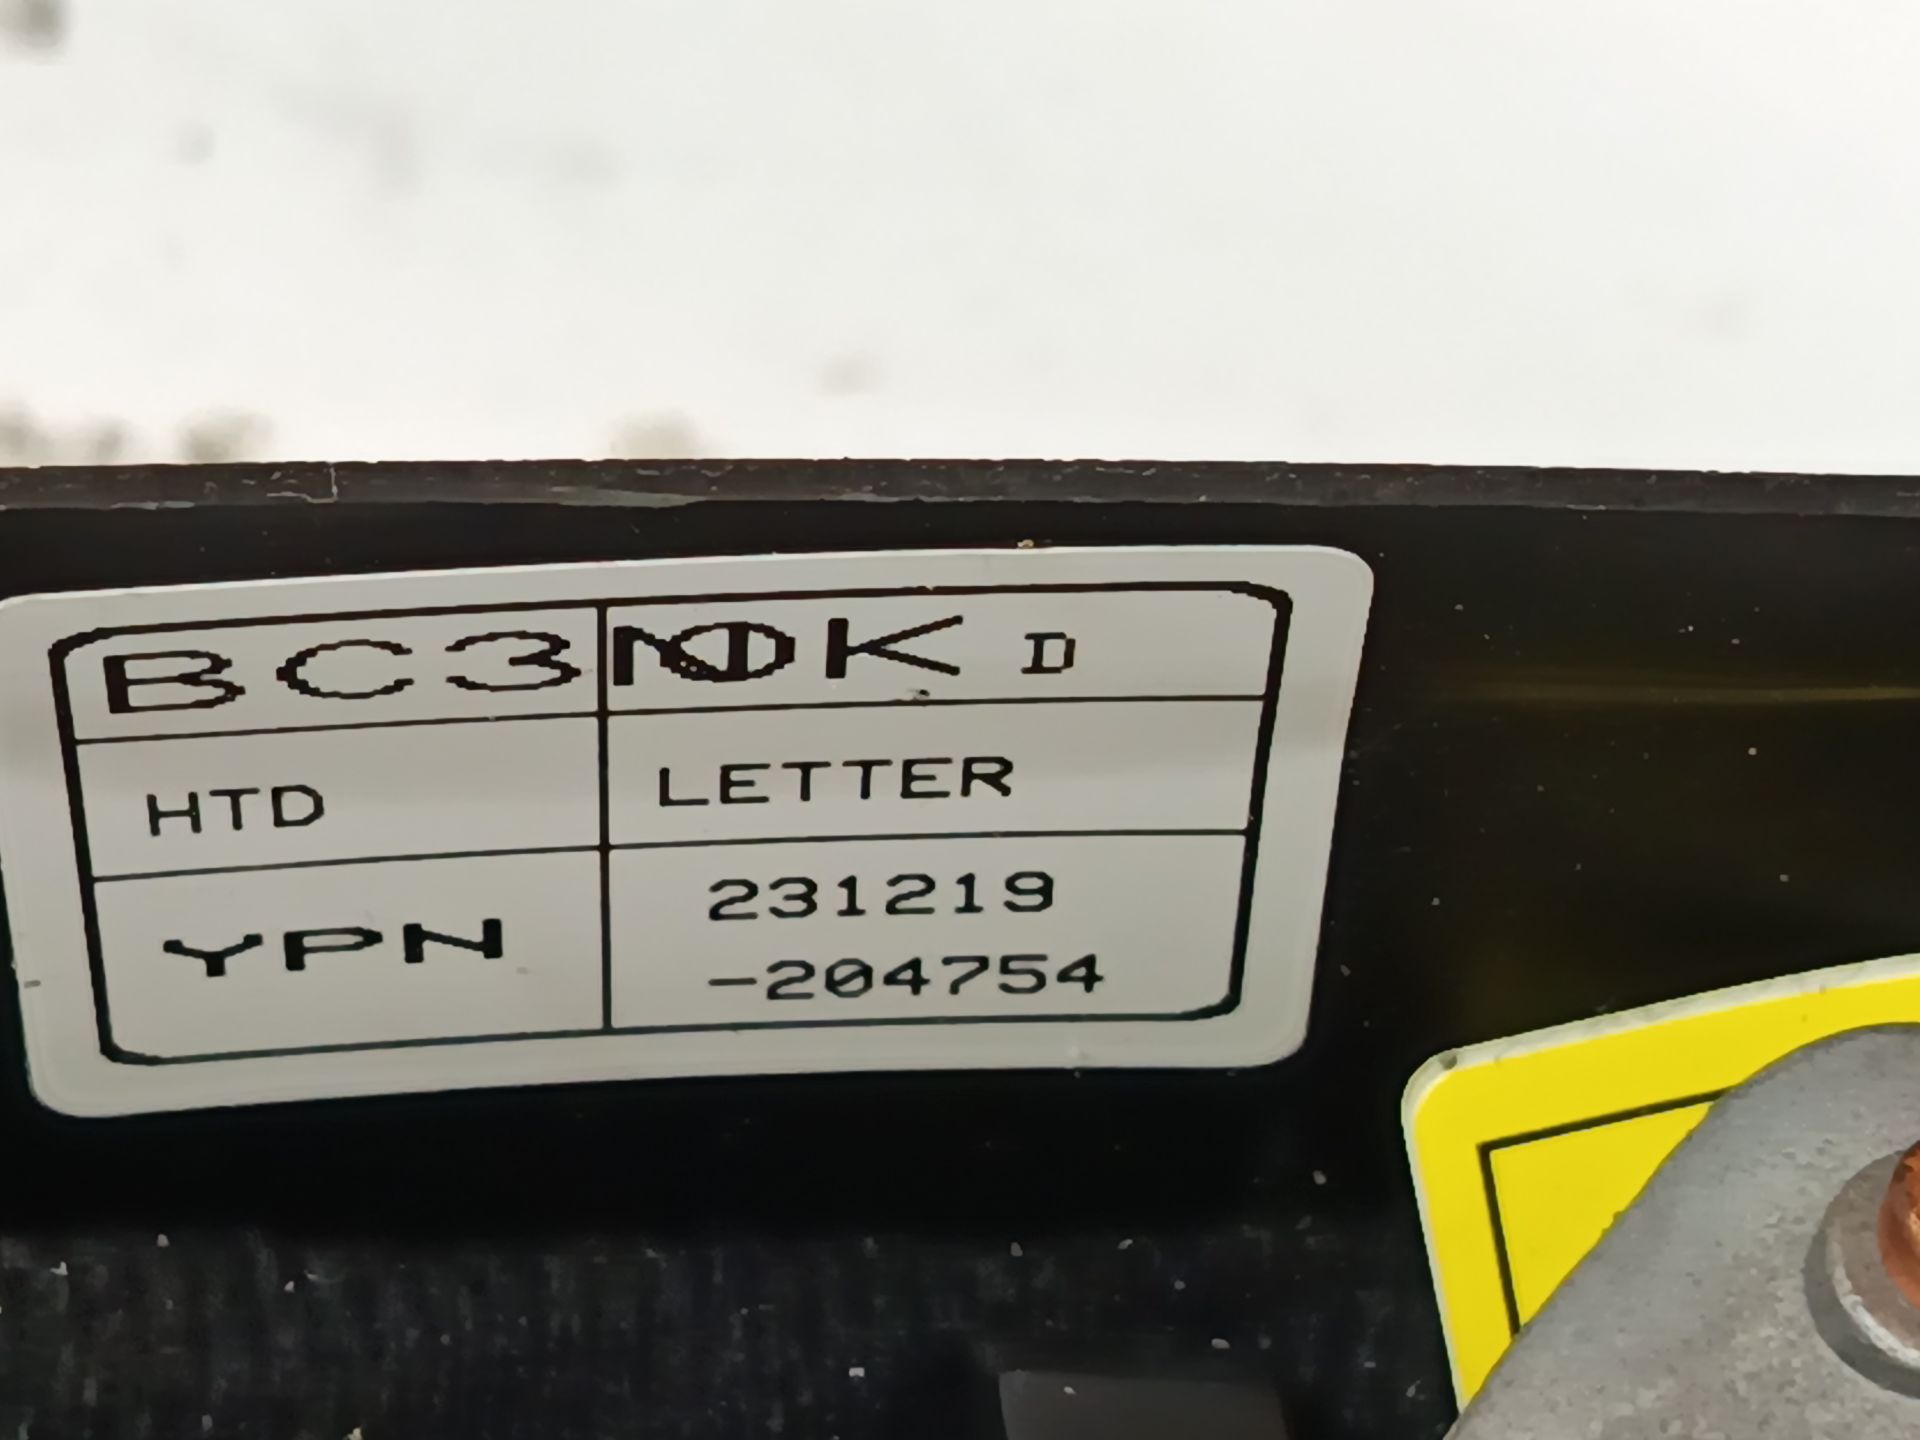 BC3 K D
HTD LETTER
YPN 231219
-204754